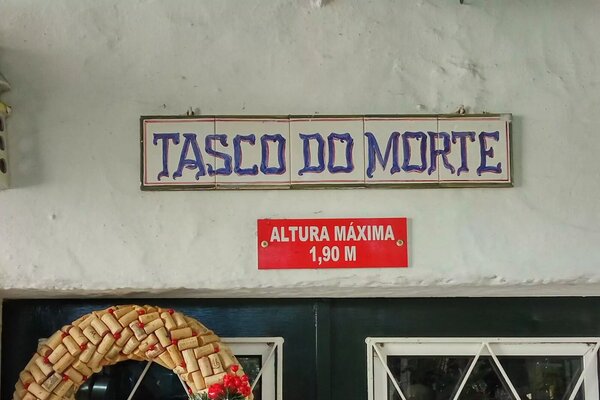 TASCO DO MORTE
ALTURA MÁXIMA
1,90 M